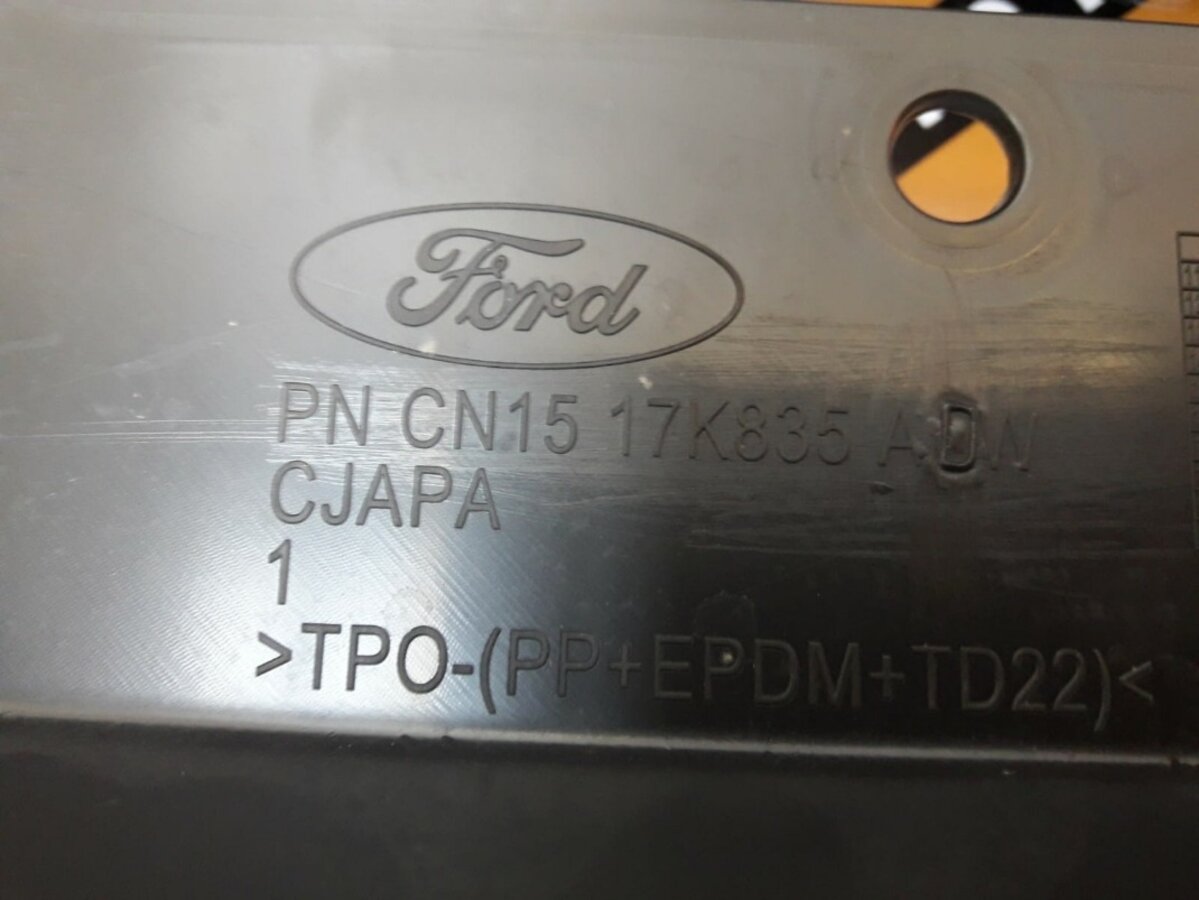 Ford
PN CN15 17K835 ADW
CJAPA
1
>TPO-(PP+EPDM+TD22)<